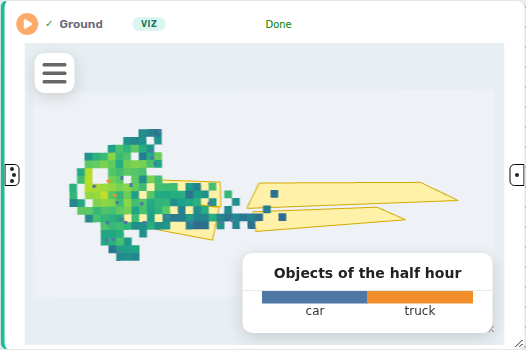 ✓ Ground
VIZ
Done
Objects of the half hour
car
truck